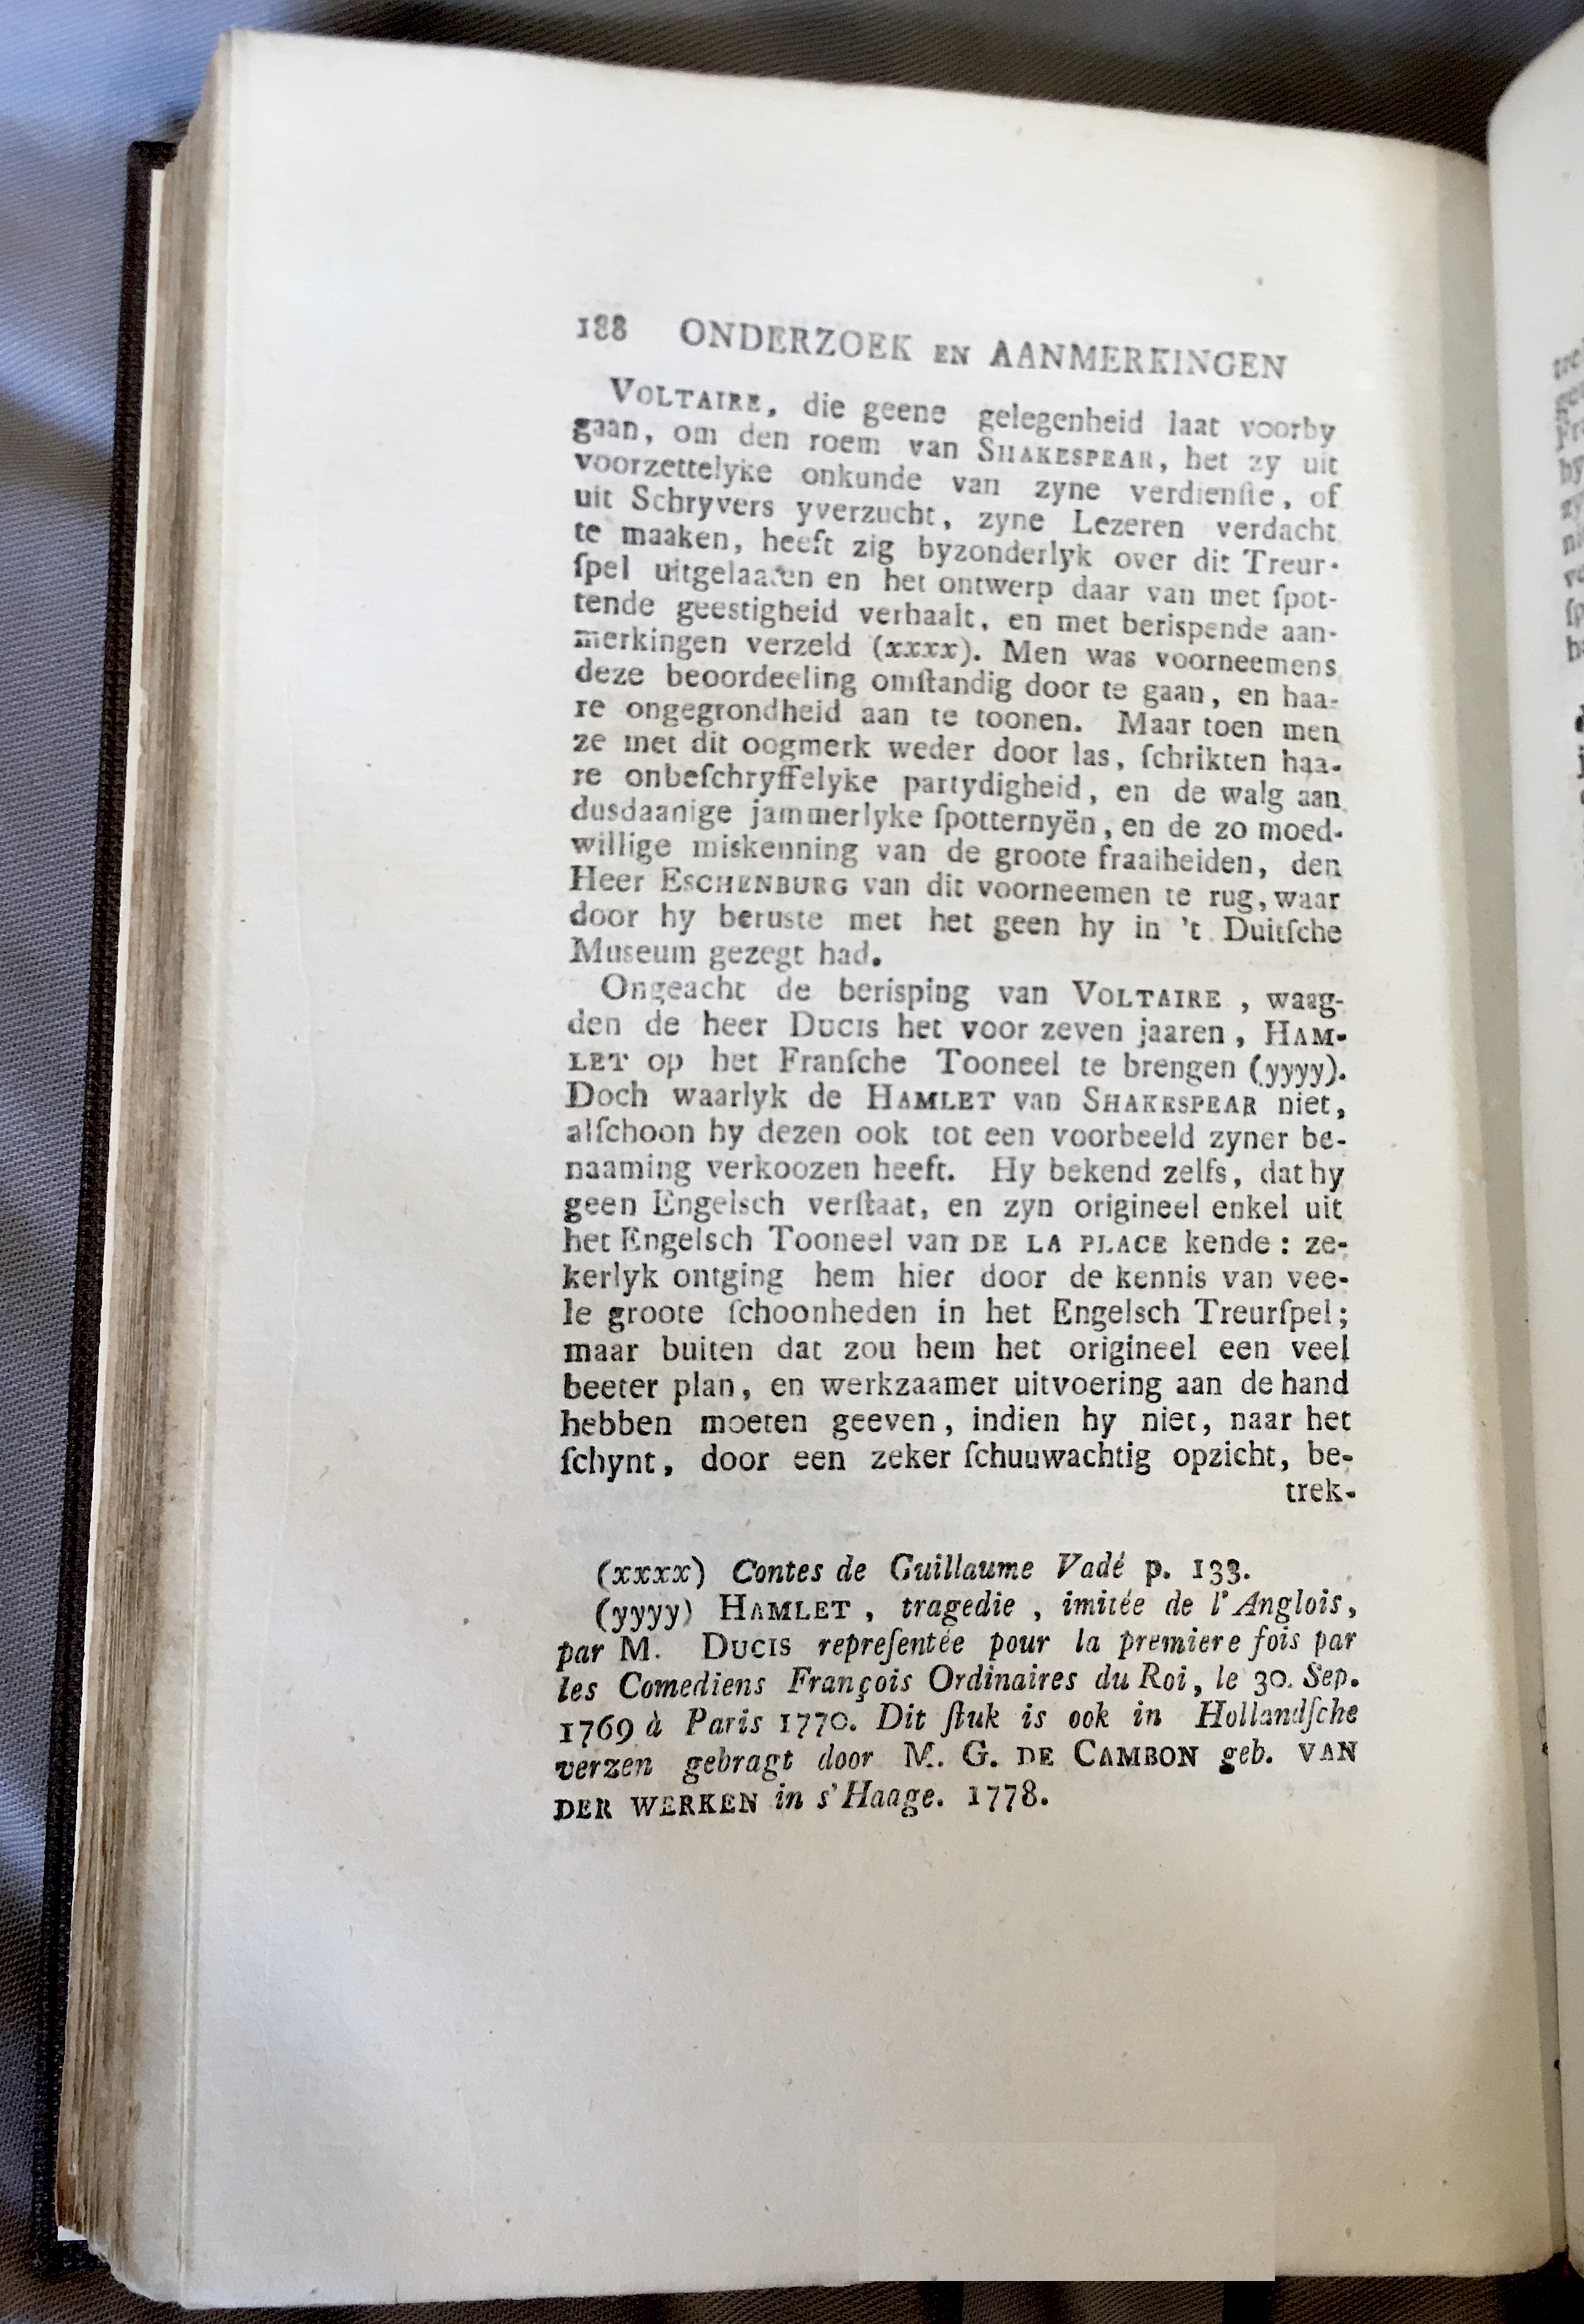 188 ONDERZOEK EN AANMERKINGEN
VOLTAIRE, die geene gelegenheid laat voorby
gaan, om den roem van SHAKESPEAR, het zy uit
voorzettelyke onkunde van zyne verdienſte, of
uit Schryvers yverzucht, zyne Lezeren verdacht
te maaken, heeft zig byzonderlyk over dit Treur-
ſpel uitgelaaten en het ontwerp daar van met ſpot-
tende geestigheid verhaalt, en met berispende aan-
merkingen verzeld (xxxx). Men was voorneemens
deze beoordeeling omſtandig door te gaan, en haa-
re ongegrondheid aan te toonen. Maar toen men
ze met dit oogmerk weder door las, ſchrikten haa-
re onbeſchryffelyke partydigheid, en de walg aan
dusdaanige jammerlyke ſpotternyën, en de zo moed-
willige miskenning van de groote fraaiheiden, den
Heer ESCHENBURG van dit voorneemen te rug, waar
door hy beruste met het geen hy in 't Duitſche
Museum gezegt had.
Ongeacht de berisping van VOLTAIRE, waag-
den de heer DUCIS het voor zeven jaaren, HAM-
LET op het Franſche Tooneel te brengen (yyyy).
Doch waarlyk de HAMLET van SHAKESPEAR niet,
alſchoon hy dezen ook tot een voorbeeld zyner be-
naaming verkoozen heeft. Hy bekend zelfs, dat hy
geen Engelsch verſtaat, en zyn origineel enkel uit
het Engelsch Tooneel van DE LA PLACE kende: ze-
kerlyk ontging hem hier door de kennis van vee-
le groote ſchoonheden in het Engelsch Treurſpel;
maar buiten dat zou hem het origineel een veel
beeter plan, en werkzaamer uitvoering aan de hand
hebben moeten geeven, indien hy niet, naar het
ſchynt, door een zeker ſchuuwachtig opzicht, be-
trek-
(xxxx) Contes de Guillaume Vadé p. 133.
(yyyy) HAMLET, tragedie, imitée de l'Anglois,
par M. DUCIS repreſentée pour la premiere fois par
les Comediens François Ordinaires du Roi, le 30. Sep.
1769 à Paris 1770. Dit ſtuk is ook in Hollandſche
verzen gebragt door M. G. DE CAMBON geb. VAN
DER WERKEN in s'Haage. 1778.